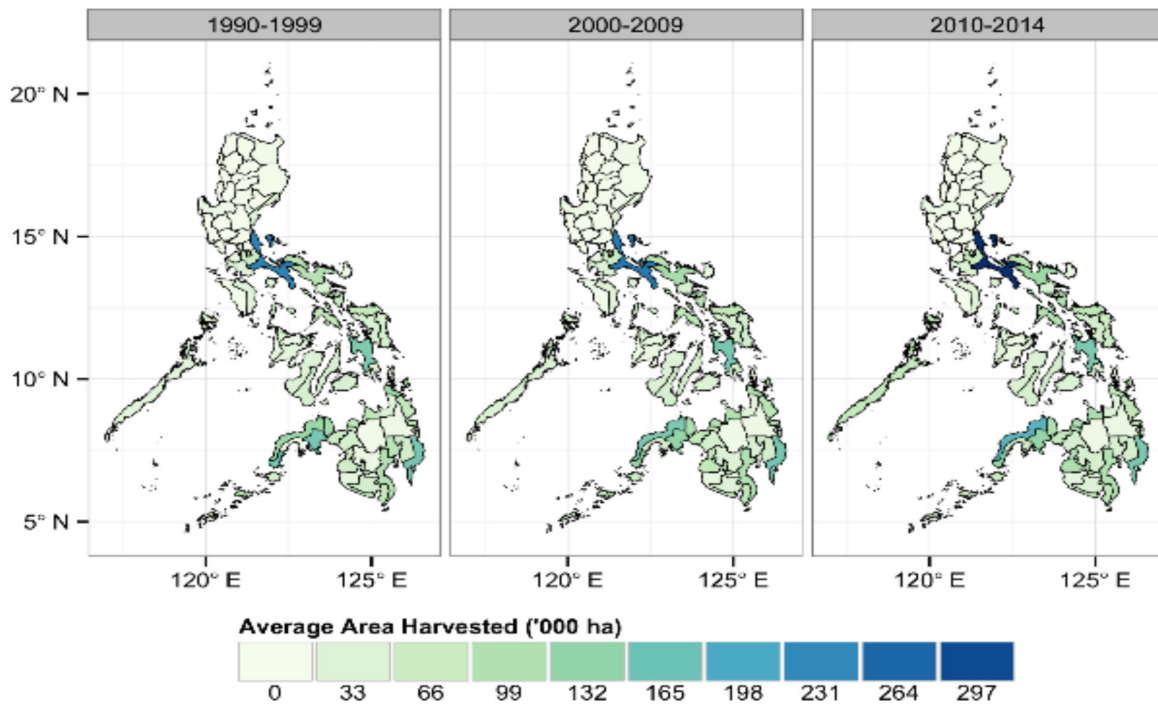 1990-1999 2000-2009 2010-2014
20° N
15° N
10° N
5° N
120° E 125° E 120° E 125° E 120° E 125° E
Average Area Harvested ('000 ha)
0 33 66 99 132 165 198 231 264 297